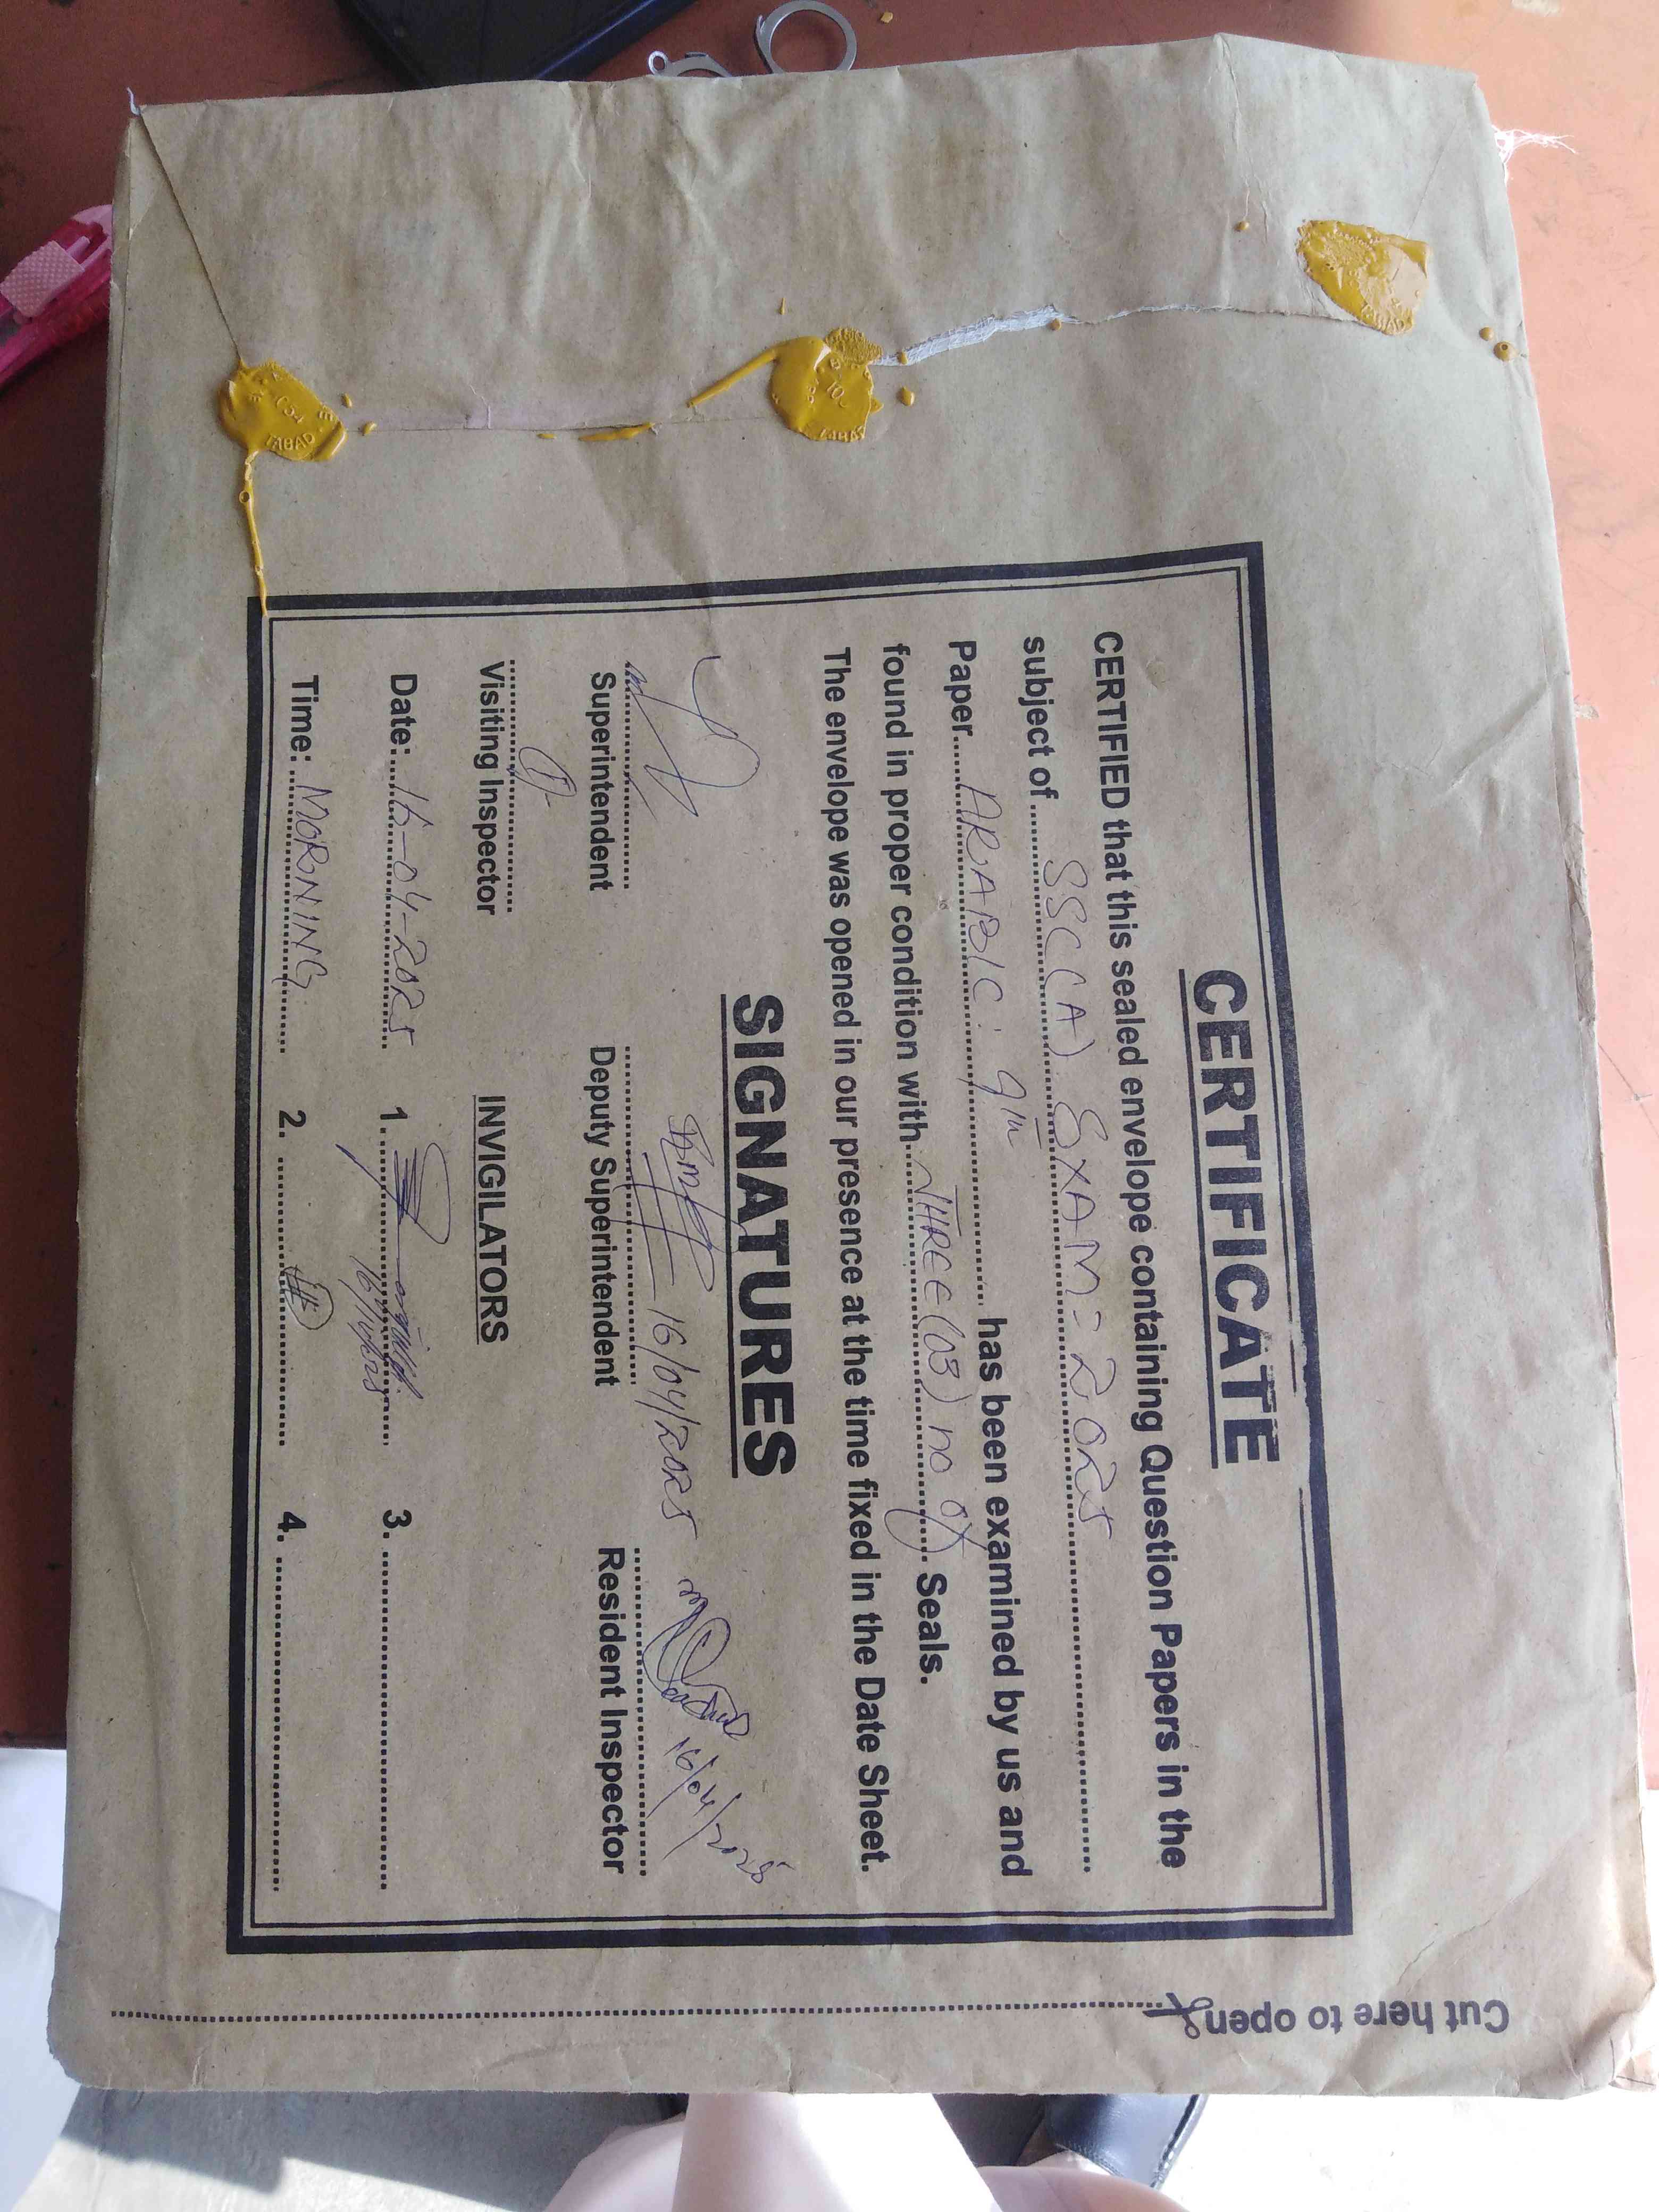 CERTIFICATE
CERTIFIED that this sealed envelope containing Question Papers in the
subject of SSC (A) EXAM- 2025
Paper ARABIC: 9th has been examined by us and
found in proper condition with THREE (03) no of Seals.
The envelope was opened in our presence at the time fixed in the Date Sheet.
SIGNATURES
16/04/2025
16/04/2025
Superintendent Deputy Superintendent Resident Inspector
Visiting Inspector INVIGILATORS
Date: 16-04-2025 1. 3.
Time: MORNING 2. 4.
Cut here to open